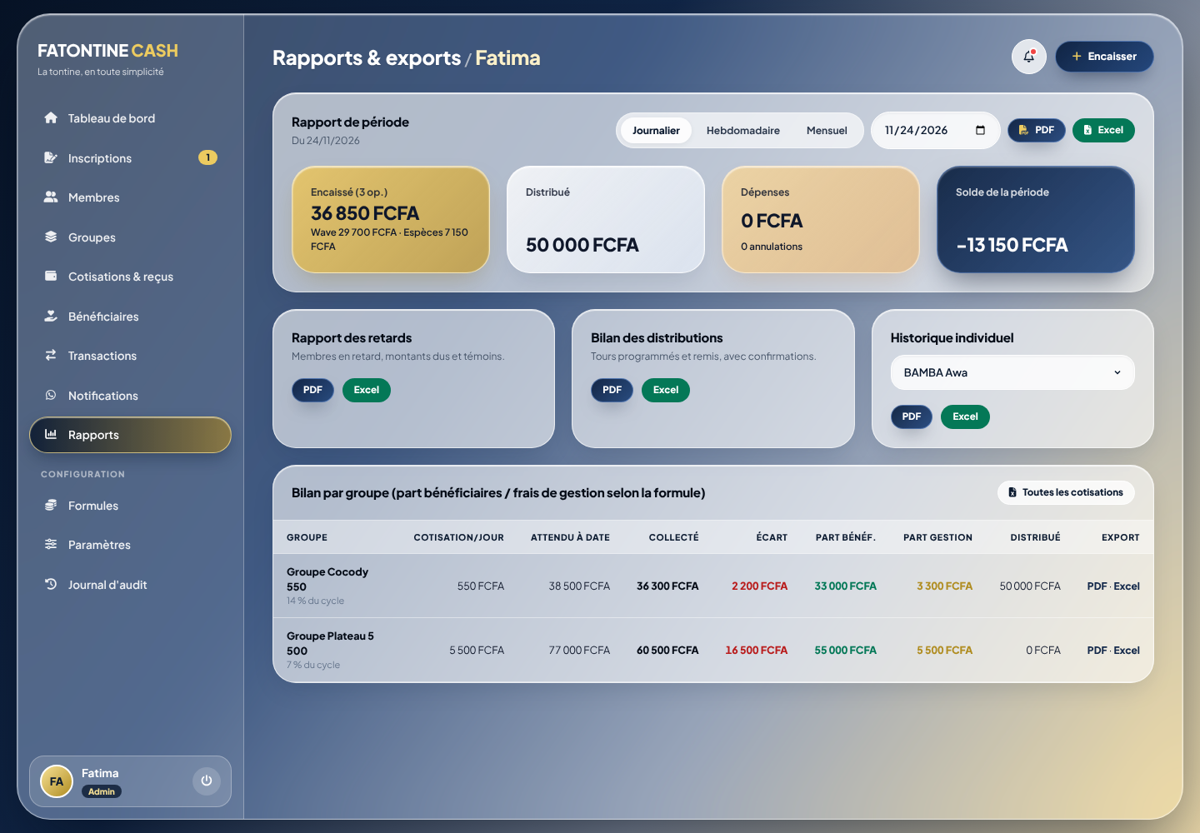 FATONTINE CASH
La tontine, en toute simplicité
Tableau de bord
Inscriptions 1
Membres
Groupes
Cotisations & reçus
Bénéficiaires
Transactions
Notifications
Rapports
CONFIGURATION
Formules
Paramètres
Journal d'audit
FA
Fatima
Admin
Rapports & exports / Fatima
+ Encaisser
Rapport de période
Du 24/11/2026
Journalier Hebdomadaire Mensuel
11/24/2026
PDF Excel
Encaissé (3 op.)
36 850 FCFA
Wave 29 700 FCFA · Espèces 7 150
FCFA
Distribué
50 000 FCFA
Dépenses
0 FCFA
0 annulations
Solde de la période
-13 150 FCFA
Rapport des retards
Membres en retard, montants dus et témoins.
PDF Excel
Bilan des distributions
Tours programmés et remis, avec confirmations.
PDF Excel
Historique individuel
BAMBA Awa
PDF Excel
Bilan par groupe (part bénéficiaires / frais de gestion selon la formule)
Toutes les cotisations
GROUPE COTISATION/JOUR ATTENDU À DATE COLLECTÉ ÉCART PART BÉNÉF. PART GESTION DISTRIBUÉ EXPORT
Groupe Cocody
550
14 % du cycle
550 FCFA 38 500 FCFA 36 300 FCFA 2 200 FCFA 33 000 FCFA 3 300 FCFA 50 000 FCFA PDF · Excel
Groupe Plateau 5
500
7 % du cycle
5 500 FCFA 77 000 FCFA 60 500 FCFA 16 500 FCFA 55 000 FCFA 5 500 FCFA 0 FCFA PDF · Excel